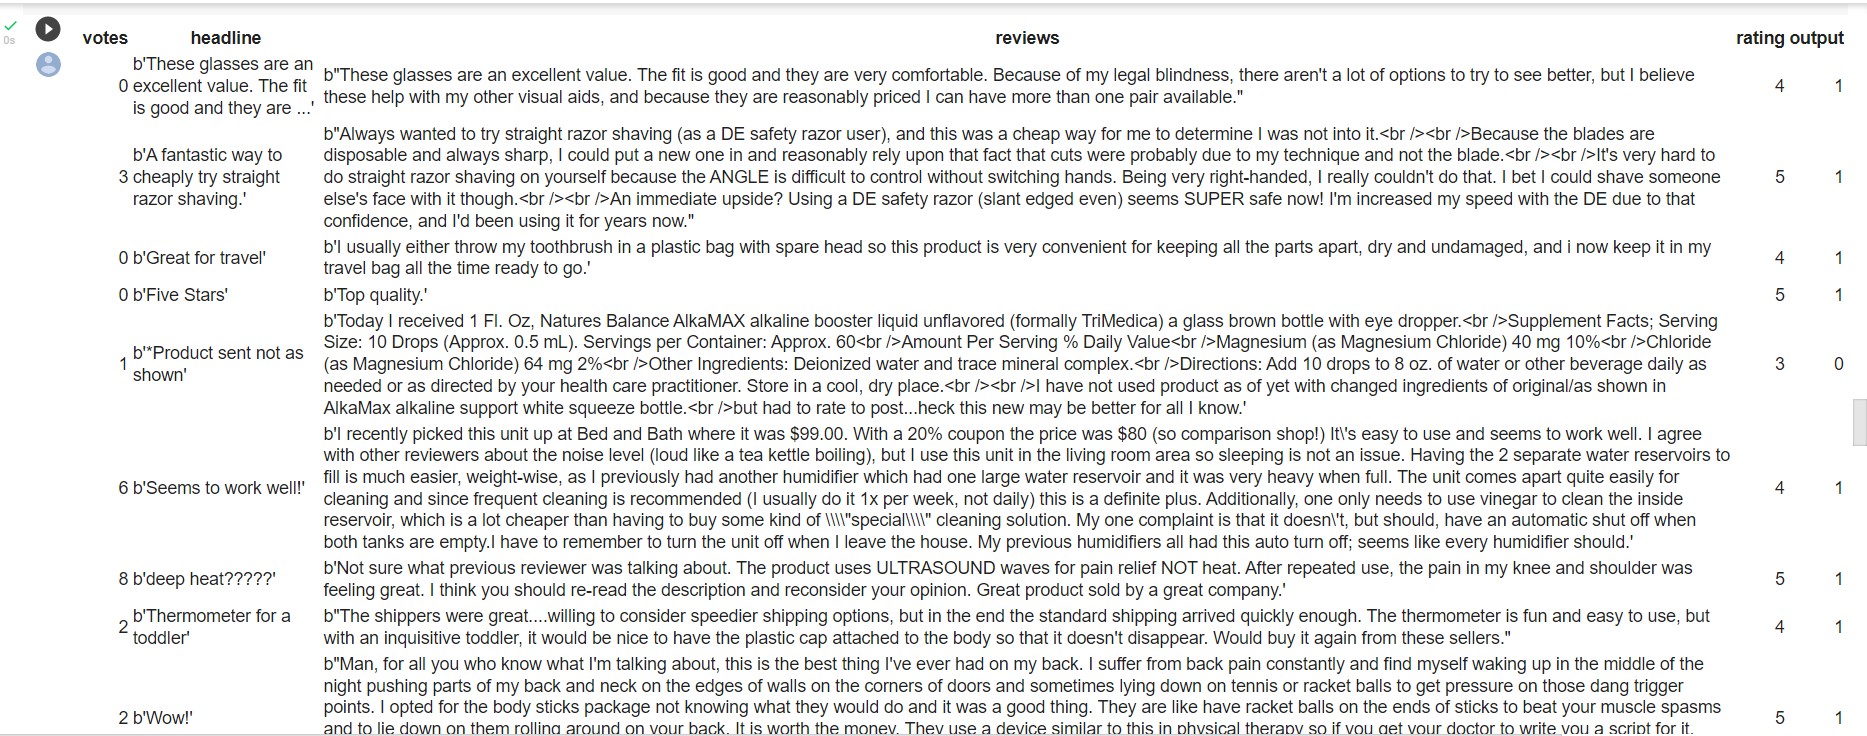 0s
votes headline reviews rating output
b'These glasses are an
0 excellent value. The fit
is good and they are ...'
b"These glasses are an excellent value. The fit is good and they are very comfortable. Because of my legal blindness, there aren't a lot of options to try to see better, but I believe
these help with my other visual aids, and because they are reasonably priced I can have more than one pair available."
4 1
b'A fantastic way to
3 cheaply try straight
razor shaving.'
b"Always wanted to try straight razor shaving (as a DE safety razor user), and this was a cheap way for me to determine I was not into it.<br /><br />Because the blades are
disposable and always sharp, I could put a new one in and reasonably rely upon that fact that cuts were probably due to my technique and not the blade.<br /><br />It's very hard to
do straight razor shaving on yourself because the ANGLE is difficult to control without switching hands. Being very right-handed, I really couldn't do that. I bet I could shave someone
else's face with it though.<br /><br />An immediate upside? Using a DE safety razor (slant edged even) seems SUPER safe now! I'm increased my speed with the DE due to that
confidence, and I'd been using it for years now."
5 1
0 b'Great for travel'
b'I usually either throw my toothbrush in a plastic bag with spare head so this product is very convenient for keeping all the parts apart, dry and undamaged, and i now keep it in my
travel bag all the time ready to go.'
4 1
0 b'Five Stars' b'Top quality.' 5 1
b'*Product sent not as
1
shown'
b'Today I received 1 Fl. Oz, Natures Balance AlkaMAX alkaline booster liquid unflavored (formally TriMedica) a glass brown bottle with eye dropper.<br />Supplement Facts; Serving
Size: 10 Drops (Approx. 0.5 mL). Servings per Container: Approx. 60<br />Amount Per Serving % Daily Value<br />Magnesium (as Magnesium Chloride) 40 mg 10%<br />Chloride
(as Magnesium Chloride) 64 mg 2%<br />Other Ingredients: Deionized water and trace mineral complex.<br />Directions: Add 10 drops to 8 oz. of water or other beverage daily as
needed or as directed by your health care practitioner. Store in a cool, dry place.<br /><br />I have not used product as of yet with changed ingredients of original/as shown in
AlkaMax alkaline support white squeeze bottle.<br />but had to rate to post...heck this new may be better for all I know.'
3 0
6 b'Seems to work well!'
b'I recently picked this unit up at Bed and Bath where it was $99.00. With a 20% coupon the price was $80 (so comparison shop!) It\'s easy to use and seems to work well. I agree
with other reviewers about the noise level (loud like a tea kettle boiling), but I use this unit in the living room area so sleeping is not an issue. Having the 2 separate water reservoirs to
fill is much easier, weight-wise, as I previously had another humidifier which had one large water reservoir and it was very heavy when full. The unit comes apart quite easily for
cleaning and since frequent cleaning is recommended (I usually do it 1x per week, not daily) this is a definite plus. Additionally, one only needs to use vinegar to clean the inside
reservoir, which is a lot cheaper than having to buy some kind of \\\\"special\\\\" cleaning solution. My one complaint is that it doesn\'t, but should, have an automatic shut off when
both tanks are empty.I have to remember to turn the unit off when I leave the house. My previous humidifiers all had this auto turn off; seems like every humidifier should.'
4 1
8 b'deep heat?????'
b'Not sure what previous reviewer was talking about. The product uses ULTRASOUND waves for pain relief NOT heat. After repeated use, the pain in my knee and shoulder was
feeling great. I think you should re-read the description and reconsider your opinion. Great product sold by a great company.'
5 1
b'Thermometer for a
2
toddler'
b"The shippers were great....willing to consider speedier shipping options, but in the end the standard shipping arrived quickly enough. The thermometer is fun and easy to use, but
with an inquisitive toddler, it would be nice to have the plastic cap attached to the body so that it doesn't disappear. Would buy it again from these sellers."
4 1
2 b'Wow!'
b"Man, for all you who know what I'm talking about, this is the best thing I've ever had on my back. I suffer from back pain constantly and find myself waking up in the middle of the
night pushing parts of my back and neck on the edges of walls on the corners of doors and sometimes lying down on tennis or racket balls to get pressure on those dang trigger
points. I opted for the body sticks package not knowing what they would do and it was a good thing. They are like have racket balls on the ends of sticks to beat your muscle spasms
and to lie down on them rolling around on your back. It is worth the money. They use a device similar to this in physical therapy so if you get your doctor to write you a script for it,
5 1